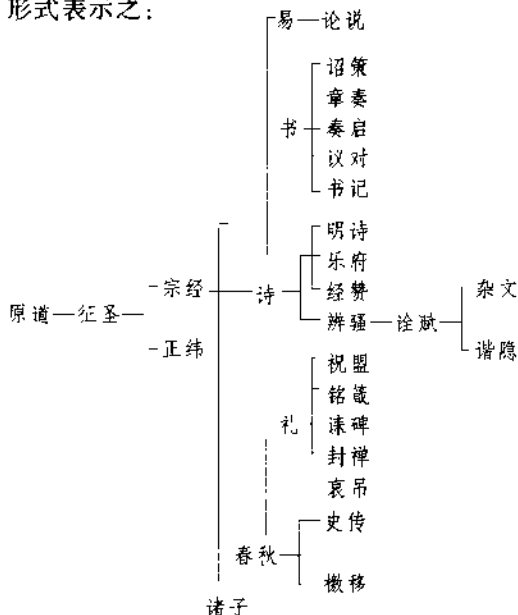 形式表示之：
易—论说
诏策
章奏
书 奏启
议对
书记
明诗
乐府
宗经 诗 经赞 杂文
原道—征圣 辨骚—诠赋
正纬 谐隐
祝盟
铭箴
礼 诔碑
封禅
哀吊
史传
春秋
檄移
诸子